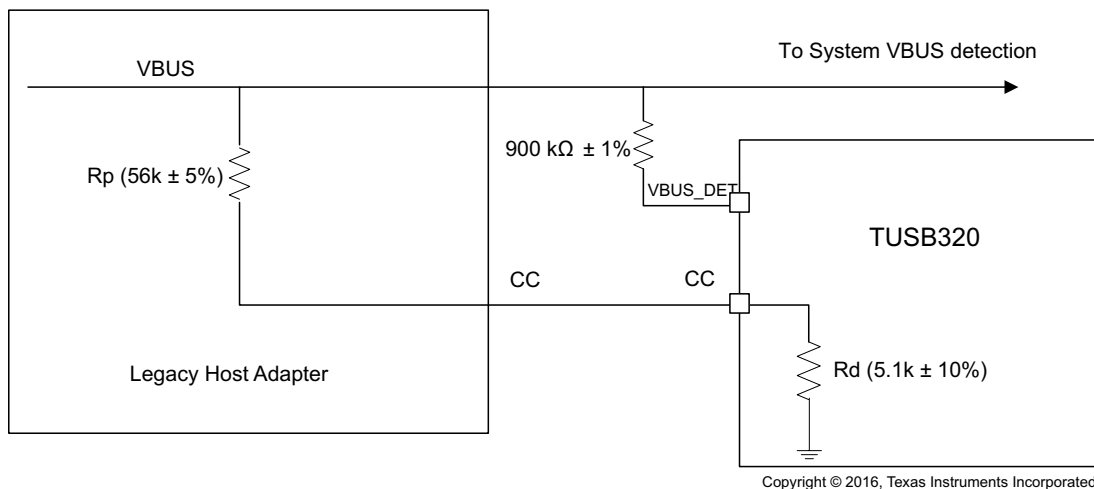 To System VBUS detection
VBUS
900 kΩ ± 1%
Rp (56k ± 5%)
VBUS_DET
TUSB320
CC
CC
Rd (5.1k ± 10%)
Legacy Host Adapter
Copyright © 2016, Texas Instruments Incorporated